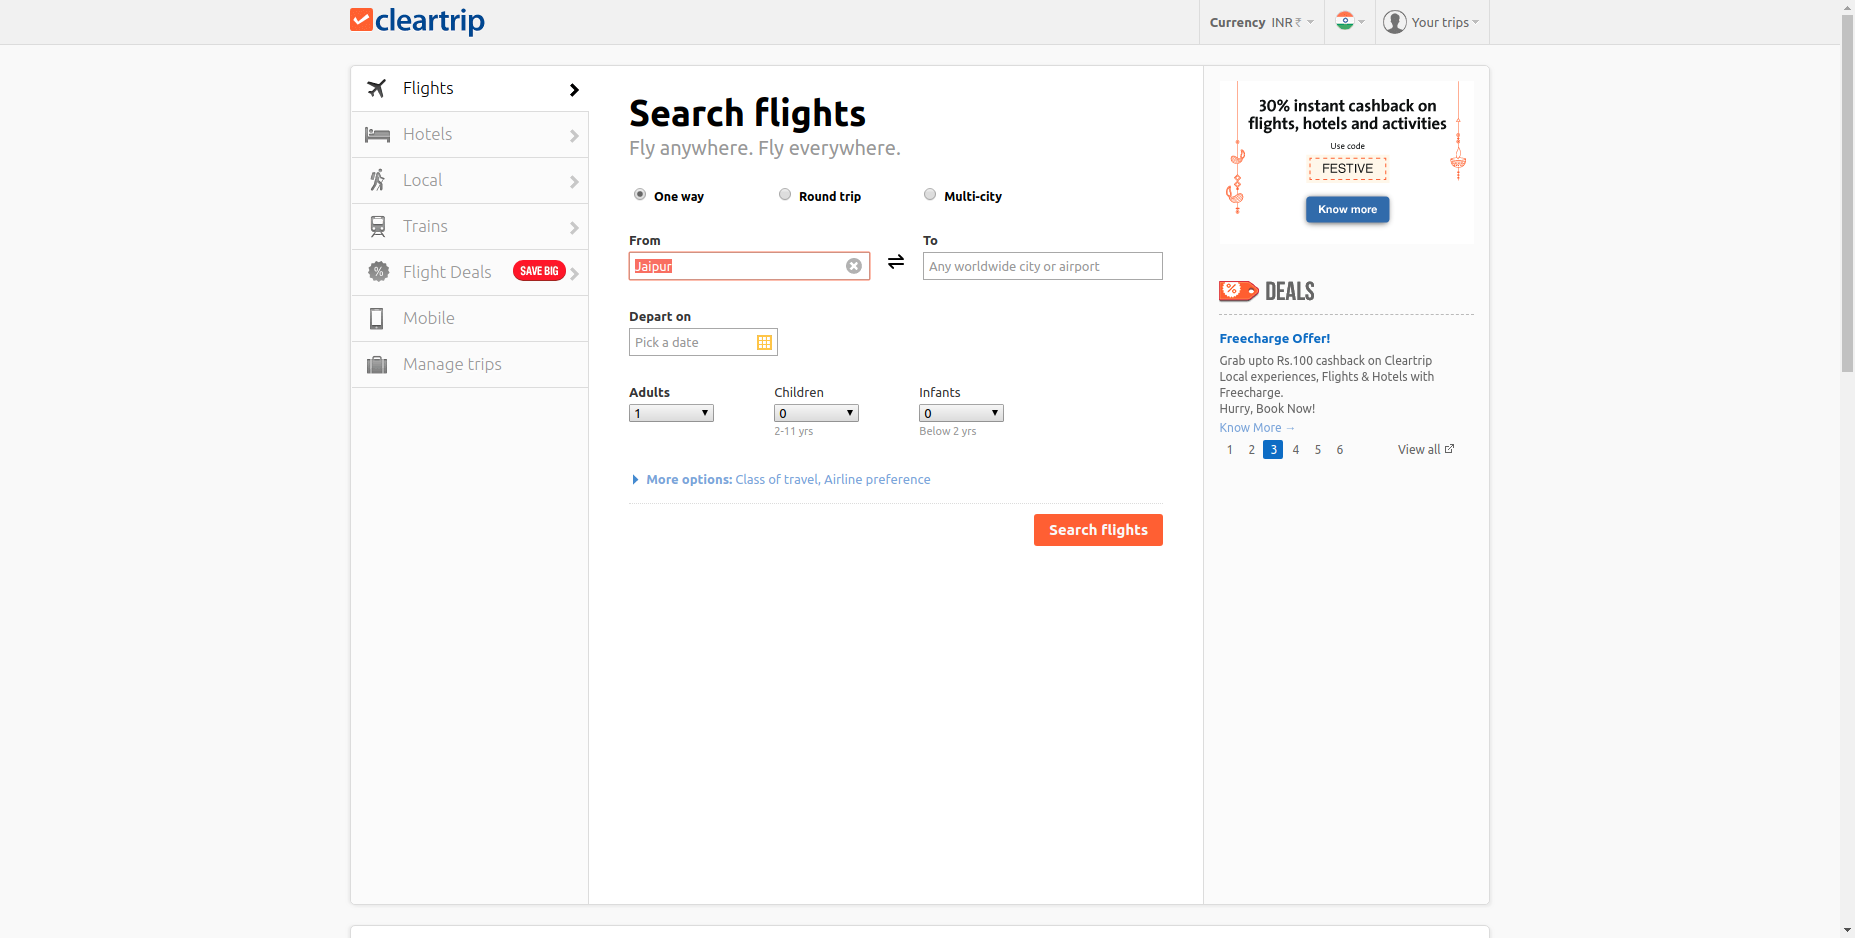 cleartrip
Currency INR ₹
Your trips
Flights
Hotels
Local
Trains
Flight Deals SAVE BIG
Mobile
Manage trips
Search flights
Fly anywhere. Fly everywhere.
One way Round trip Multi-city
From To
Jaipur Any worldwide city or airport
Depart on
Pick a date
Adults Children Infants
1 0 0
2-11 yrs Below 2 yrs
More options: Class of travel, Airline preference
Search flights
30% instant cashback on
flights, hotels and activities
Use code
FESTIVE
Know more
% DEALS
Freecharge Offer!
Grab upto Rs.100 cashback on Cleartrip
Local experiences, Flights & Hotels with
Freecharge.
Hurry, Book Now!
Know More →
1 2 3 4 5 6 View all